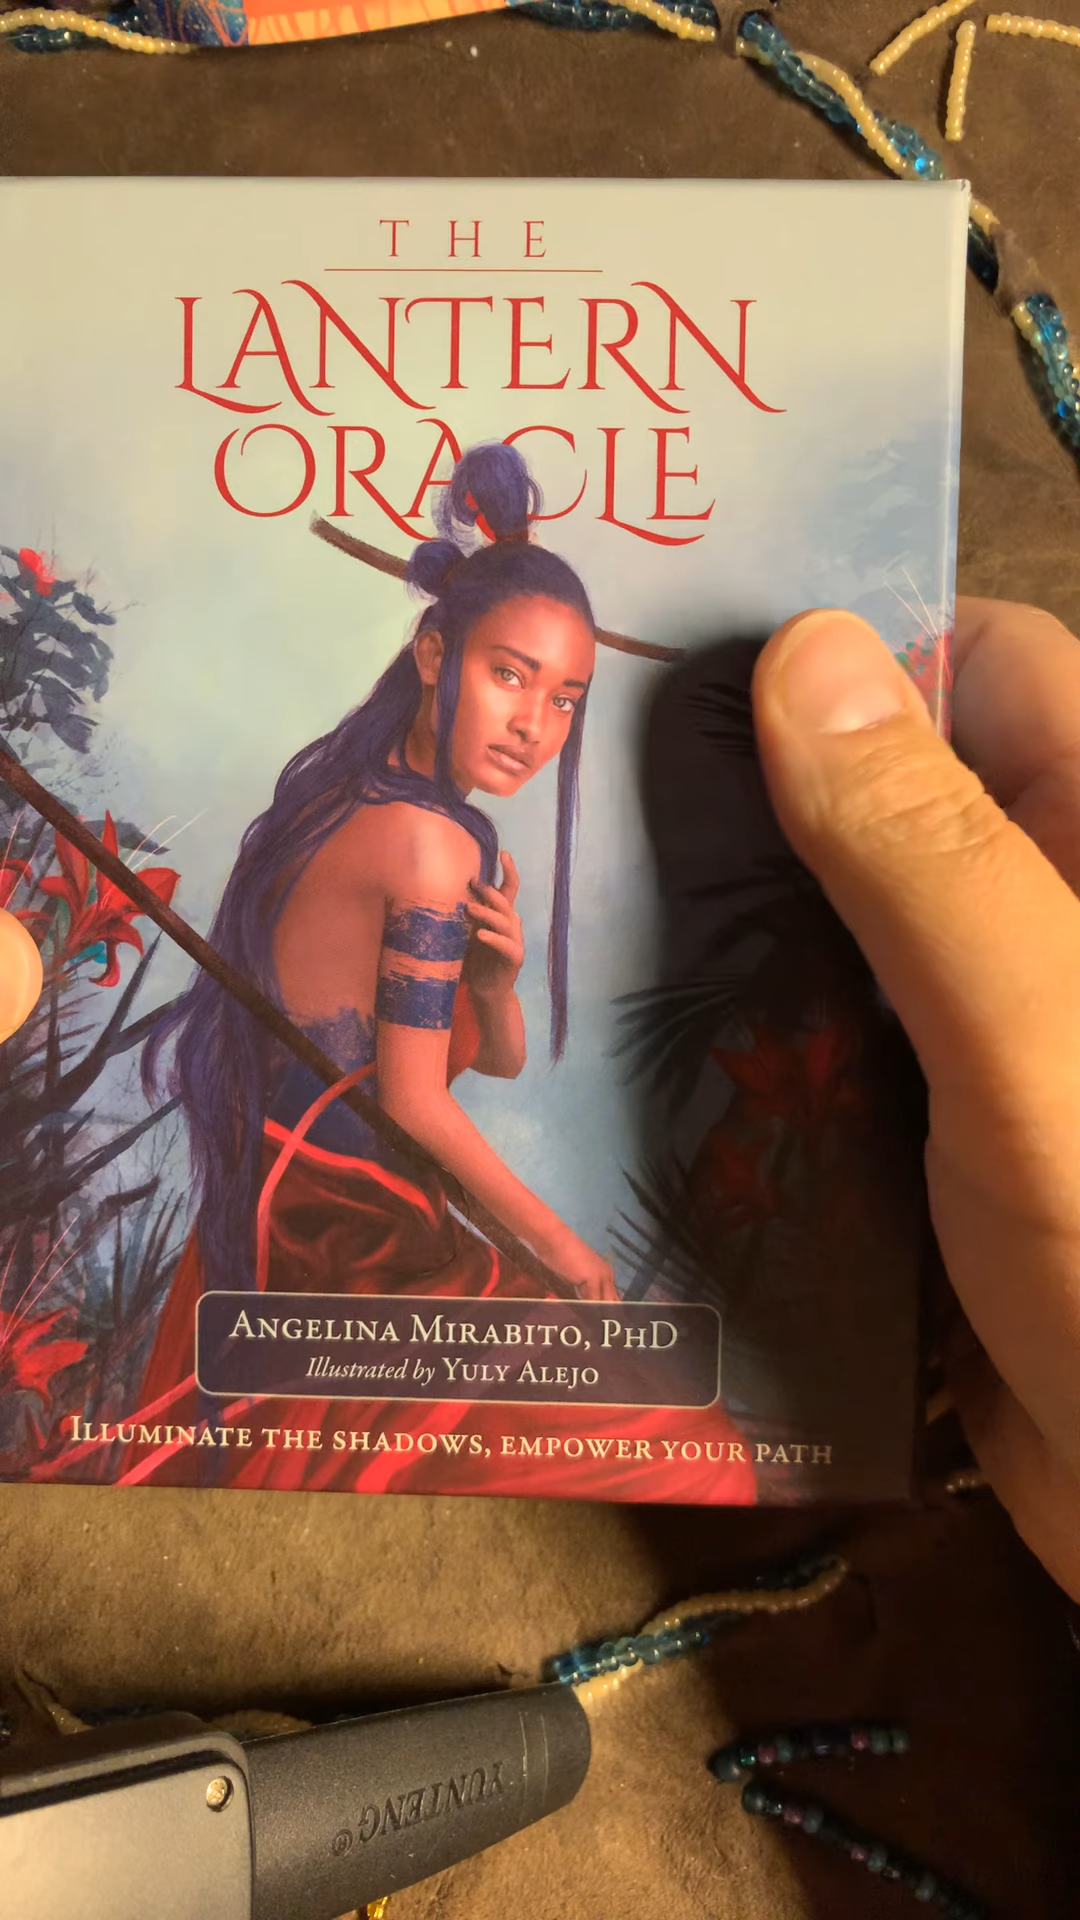 THE
LANTERN
ORACLE
ANGELINA MIRABITO, PHD
Illustrated by YULY ALEJO
ILLUMINATE THE SHADOWS, EMPOWER YOUR PATH
YUNTENG®